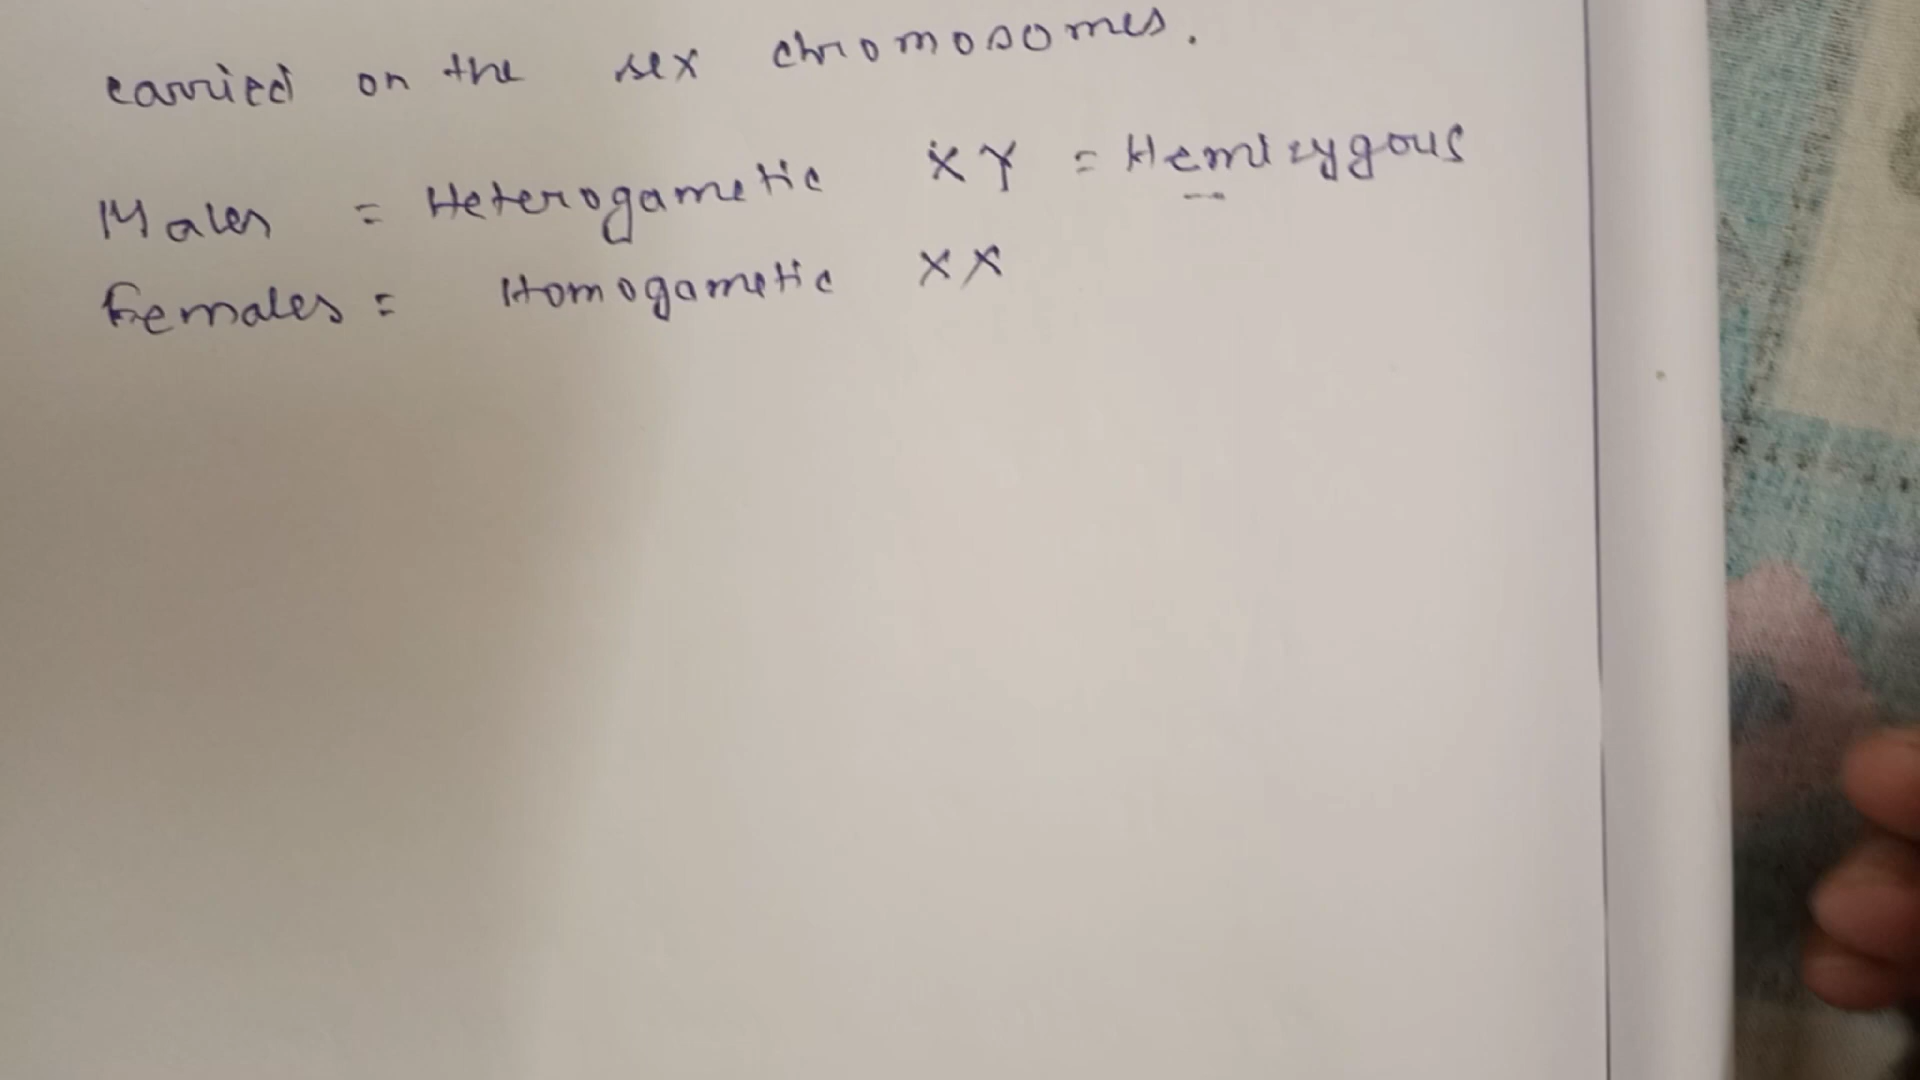 carried on the sex chromosomes.
Males = Heterogametic XY = Hemizygous
Females = Homogametic XX